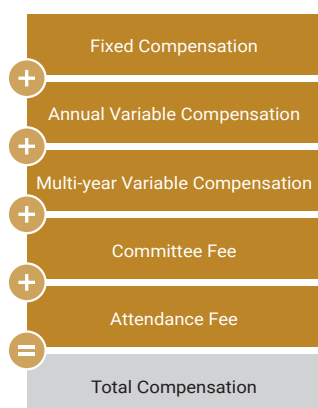 Fixed Compensation
+
Annual Variable Compensation
+
Multi-year Variable Compensation
+
Committee Fee
+
Attendance Fee
=
Total Compensation